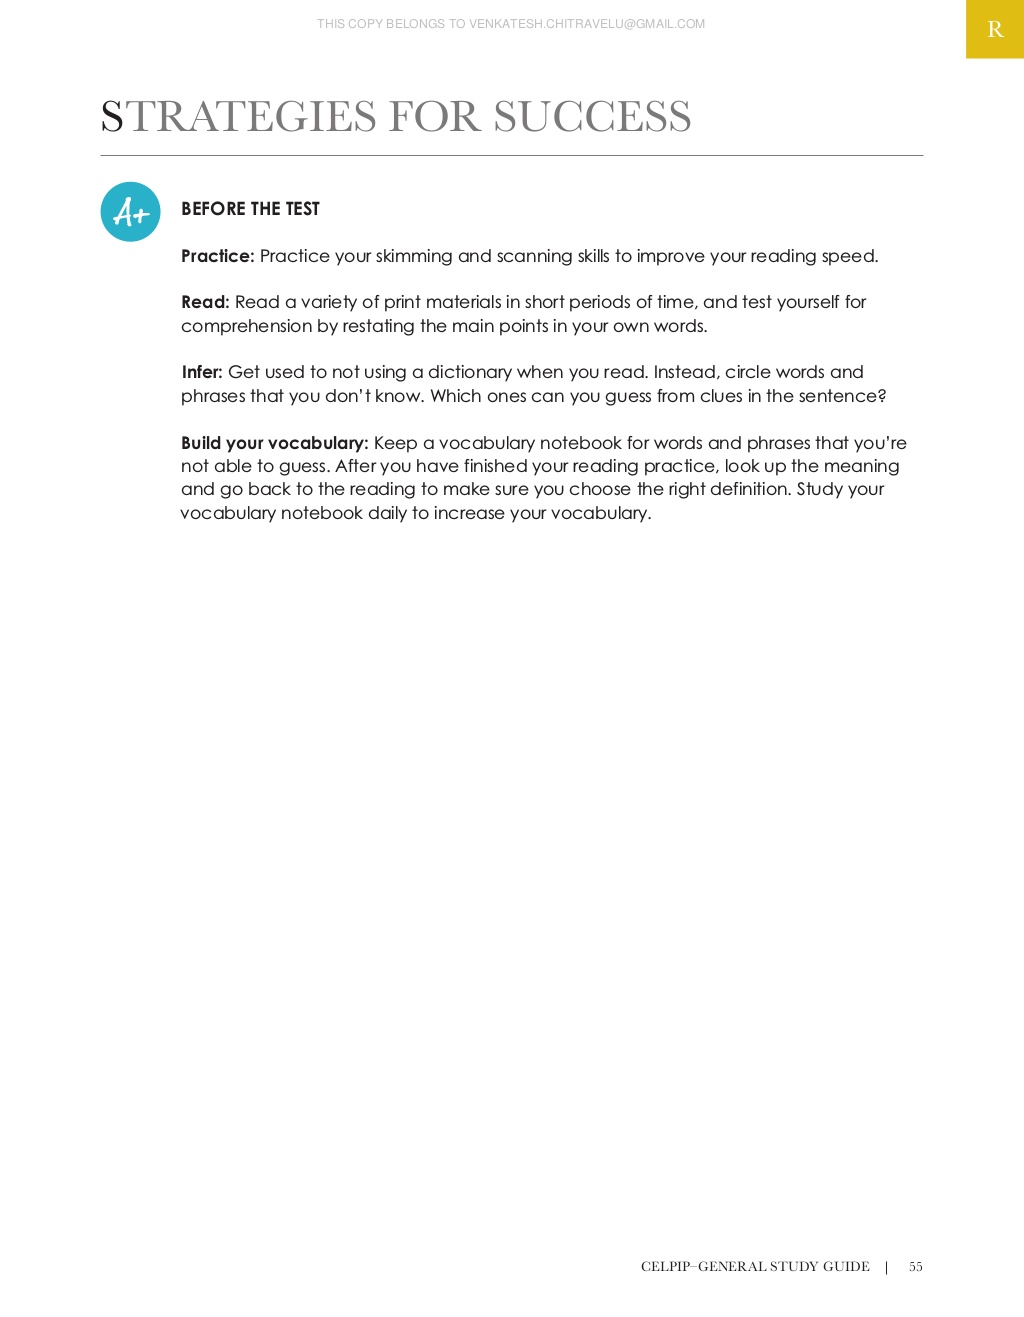 THIS COPY BELONGS TO VENKATESH.CHITRAVELU@GMAIL.COM
R
STRATEGIES FOR SUCCESS
A+
BEFORE THE TEST
Practice: Practice your skimming and scanning skills to improve your reading speed.
Read: Read a variety of print materials in short periods of time, and test yourself for
comprehension by restating the main points in your own words.
Infer: Get used to not using a dictionary when you read. Instead, circle words and
phrases that you don’t know. Which ones can you guess from clues in the sentence?
Build your vocabulary: Keep a vocabulary notebook for words and phrases that you’re
not able to guess. After you have finished your reading practice, look up the meaning
and go back to the reading to make sure you choose the right definition. Study your
vocabulary notebook daily to increase your vocabulary.
CELPIP–GENERAL STUDY GUIDE | 55